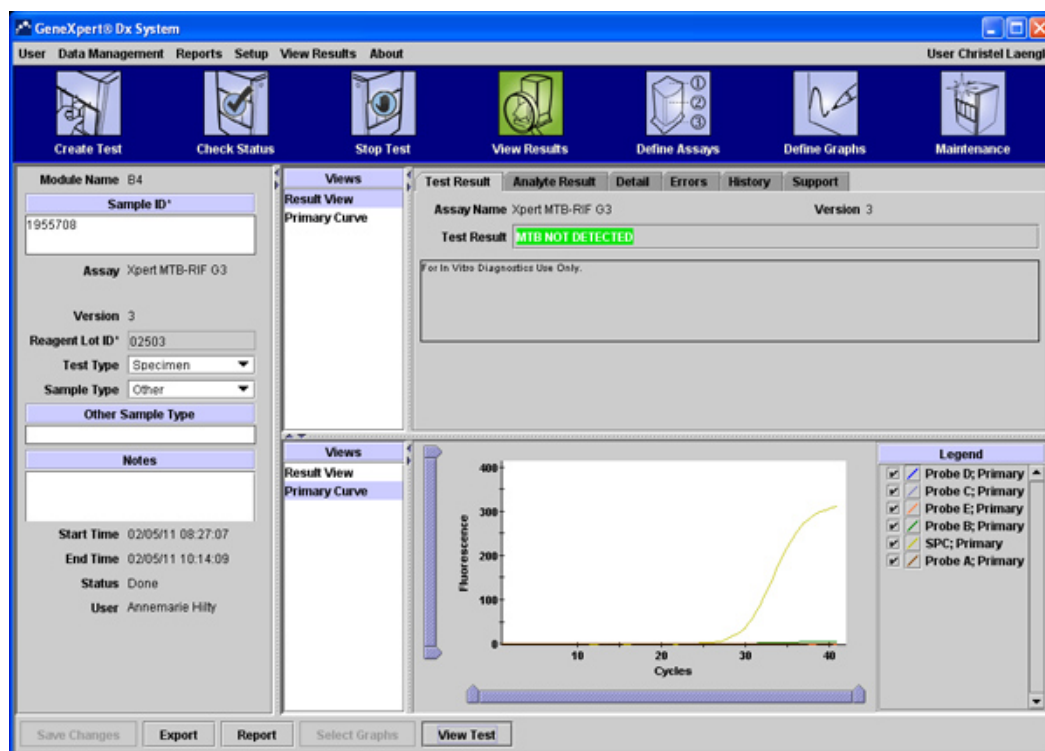 GeneXpert® Dx System
User Data Management Reports Setup View Results About User Christel Laengl
Create Test Check Status Stop Test View Results Define Assays Define Graphs Maintenance
① ② ③
Module Name B4
Sample ID*
1955708
Assay Xpert MTB-RIF G3
Version 3
Reagent Lot ID* 02503
Test Type Specimen
Sample Type Other
Other Sample Type
Notes
Start Time 02/05/11 08:27:07
End Time 02/05/11 10:14:09
Status Done
User Annemarie Hilty
Views
Result View
Primary Curve
Test Result Analyte Result Detail Errors History Support
Assay Name Xpert MTB-RIF G3 Version 3
Test Result MTB NOT DETECTED
For In Vitro Diagnostics Use Only.
Views
Result View
Primary Curve
400
300
200
100
0
Fluorescence
10 20 30 40
Cycles
Legend
Probe D; Primary
Probe C; Primary
Probe E; Primary
Probe B; Primary
SPC; Primary
Probe A; Primary
Save Changes Export Report Select Graphs View Test